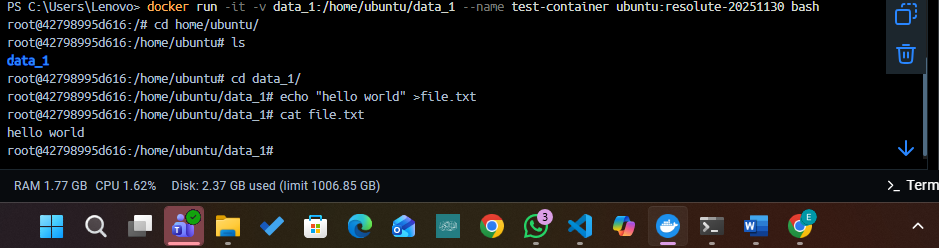 PS C:\Users\Lenovo> docker run -it -v data_1:/home/ubuntu/data_1 --name test-container ubuntu:resolute-20251130 bash
root@42798995d616:/# cd home/ubuntu/
root@42798995d616:/home/ubuntu# ls
data_1
root@42798995d616:/home/ubuntu# cd data_1/
root@42798995d616:/home/ubuntu/data_1# echo "hello world" >file.txt
root@42798995d616:/home/ubuntu/data_1# cat file.txt
hello world
root@42798995d616:/home/ubuntu/data_1#
RAM 1.77 GB CPU 1.62% Disk: 2.37 GB used (limit 1006.85 GB) >_ Term
3 E